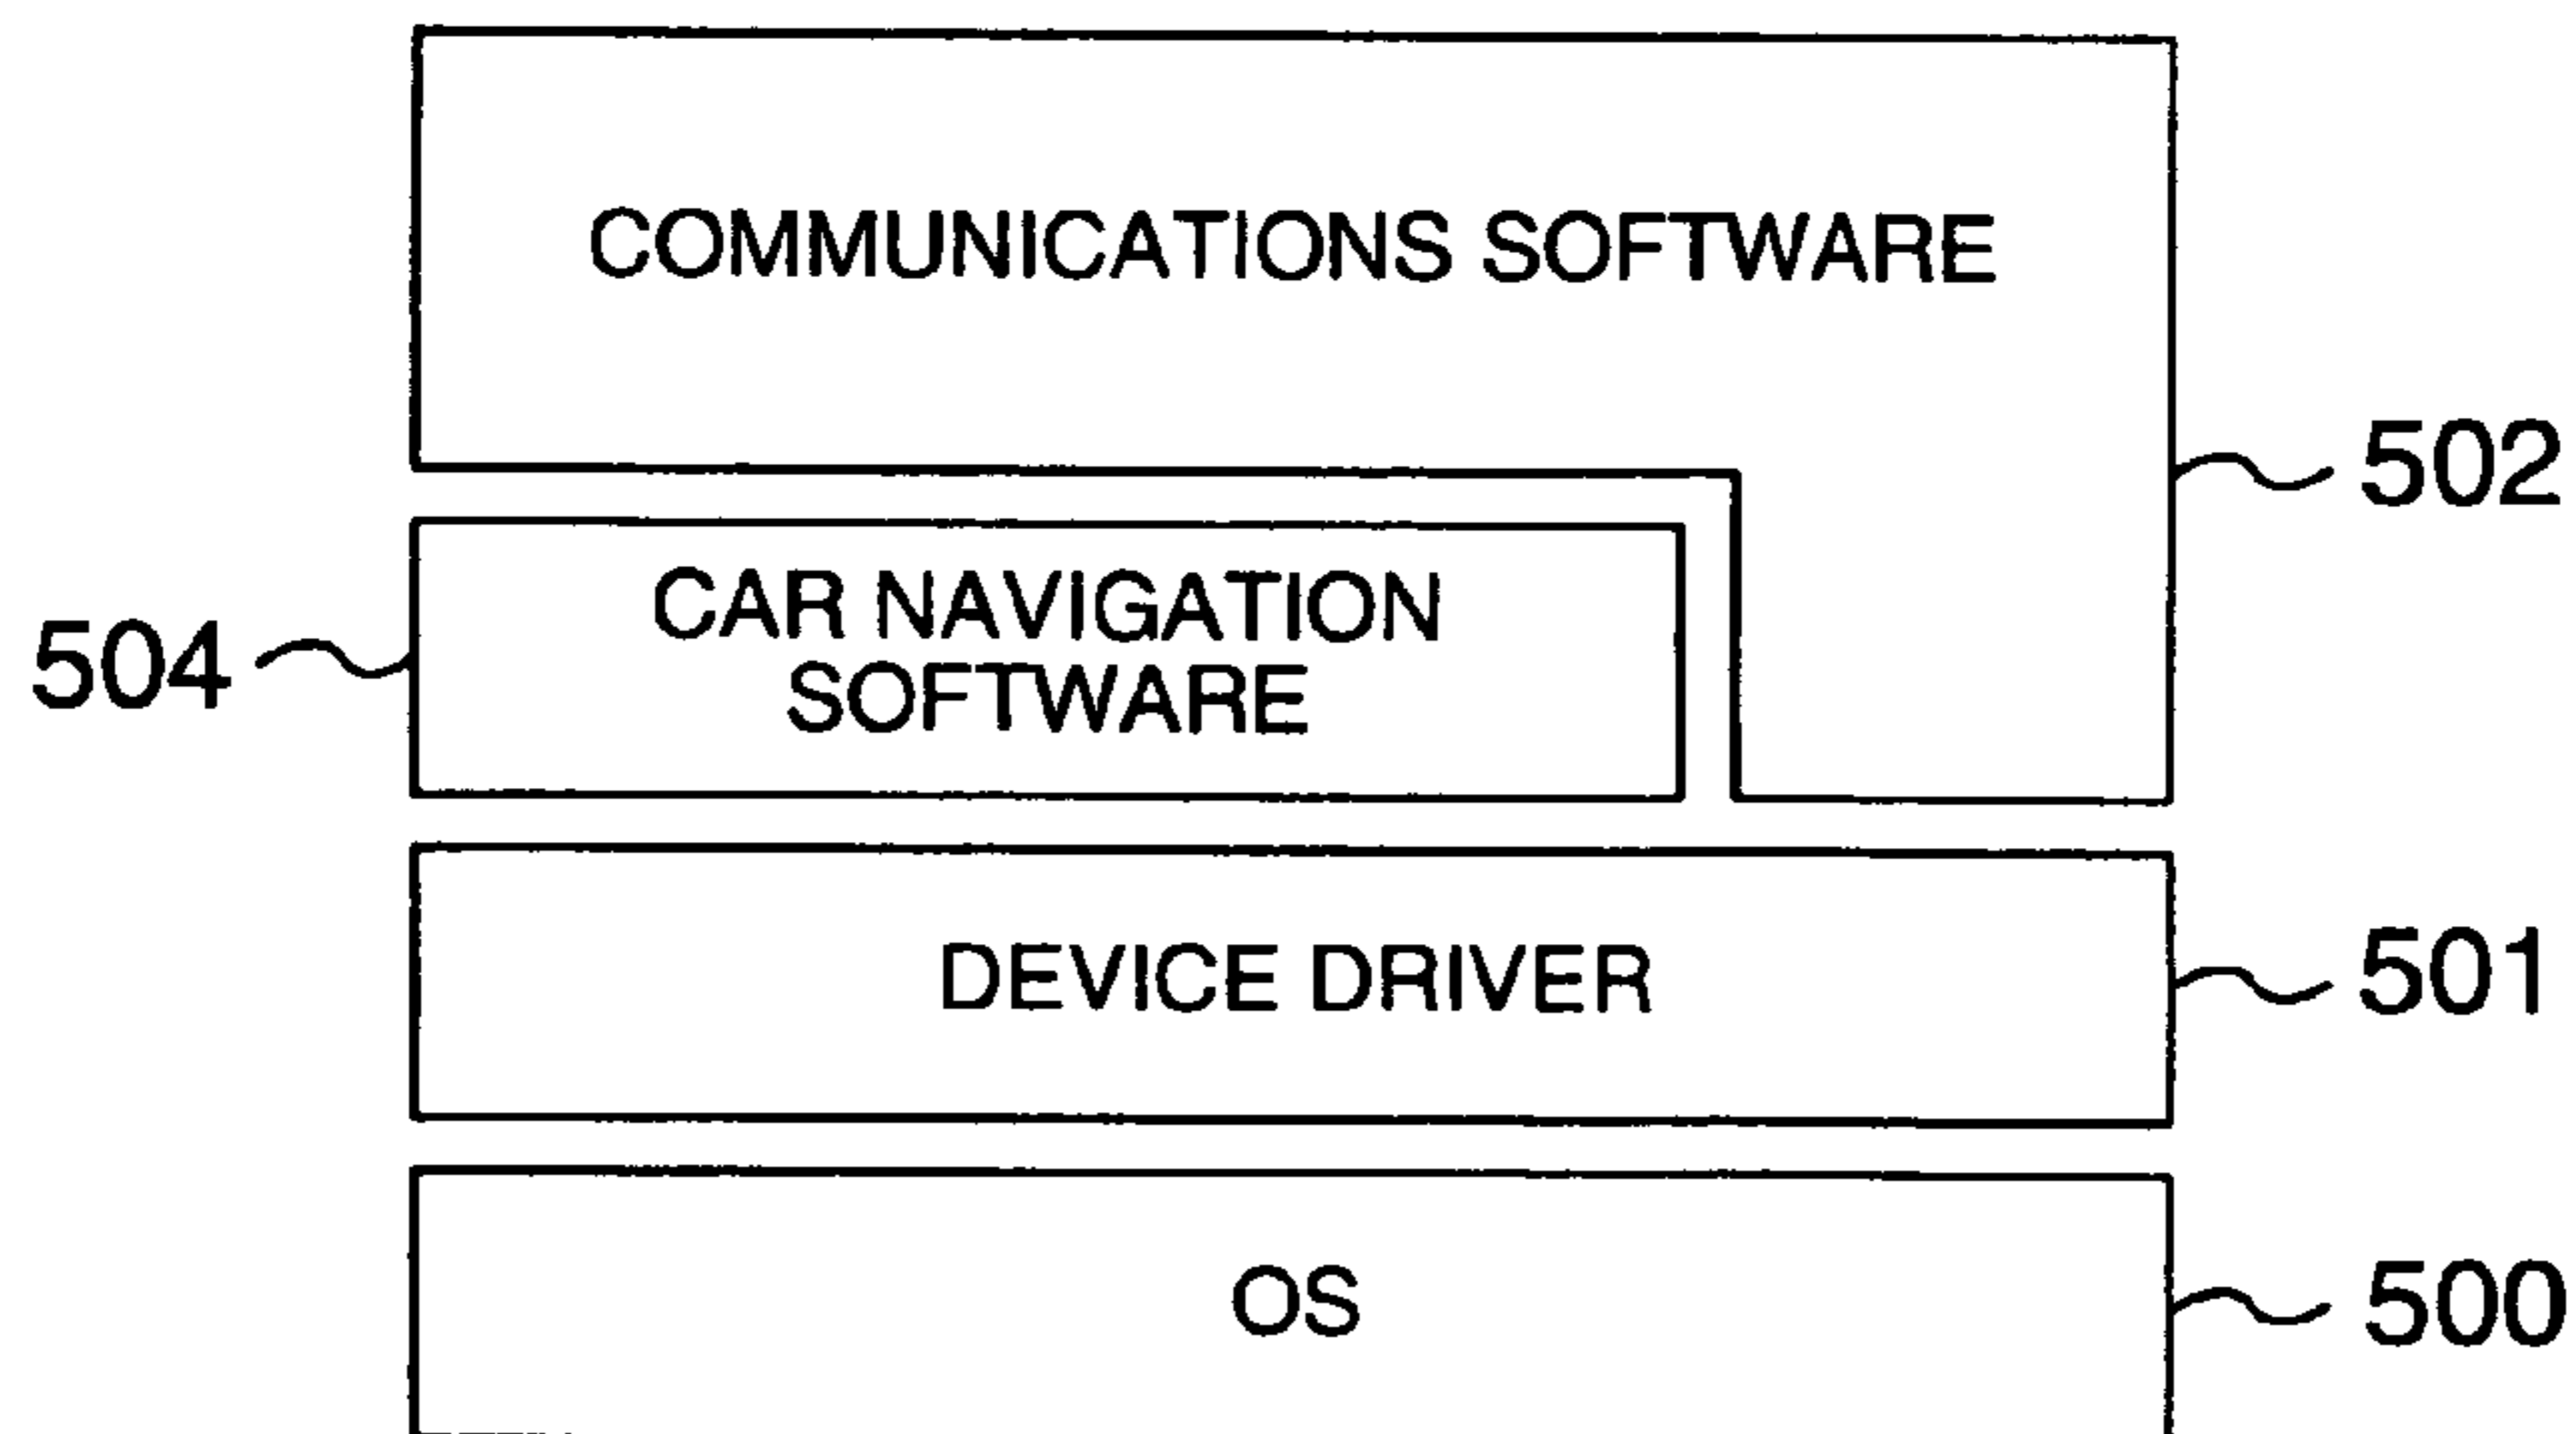 COMMUNICATIONS SOFTWARE
502
CAR NAVIGATION
SOFTWARE
504
DEVICE DRIVER
501
OS
500